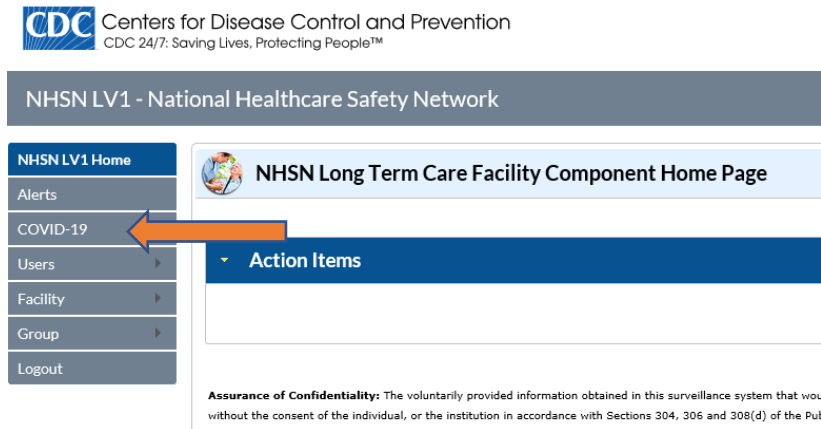 CDC Centers for Disease Control and Prevention
CDC 24/7: Saving Lives, Protecting People™
NHSN LV1 - National Healthcare Safety Network
NHSN LV1 Home
Alerts
COVID-19
Users
Facility
Group
Logout
NHSN Long Term Care Facility Component Home Page
Action Items
Assurance of Confidentiality: The voluntarily provided information obtained in this surveillance system that
without the consent of the individual, or the institution in accordance with Sections 304, 306 and 308(d) of the